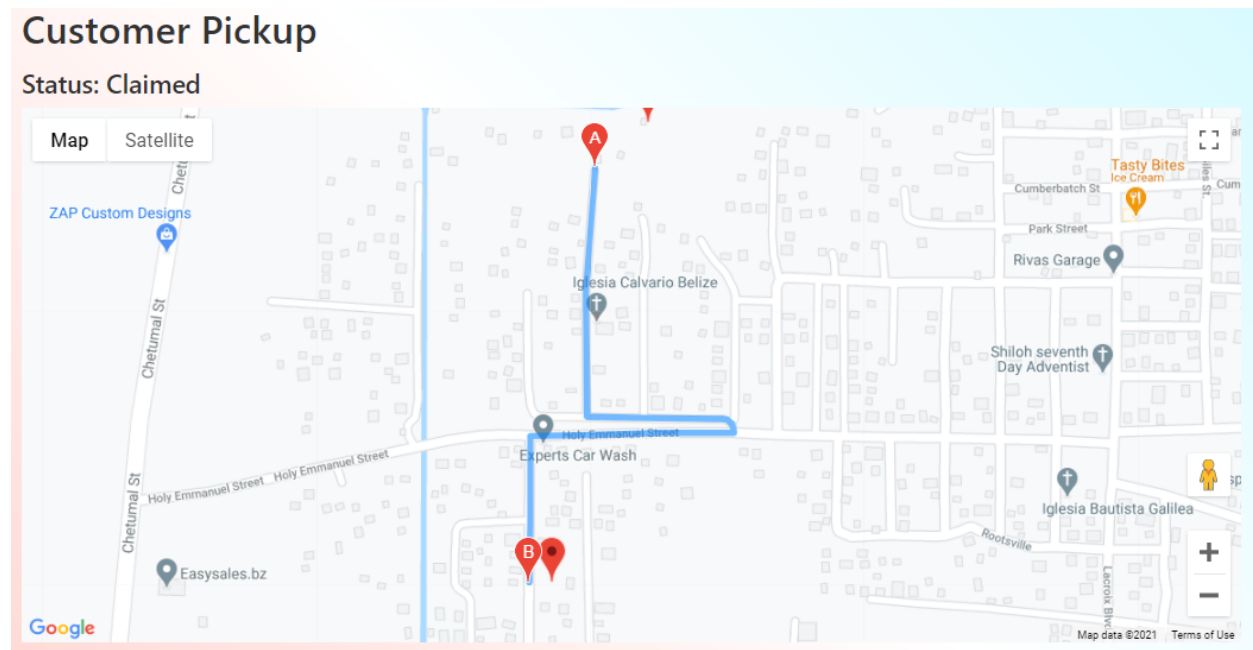 Customer Pickup
Status: Claimed
Map
Satellite
A
Tasty Bites
Ice Cream
Cumberbatch St
Cum
ZAP Custom Designs
Park Street
Rivas Garage
Iglesia Calvario Belize
Chetumal St
Shiloh seventh
Day Adventist
Holy Emmanuel Street
Experts Car Wash
Holy Emmanuel Street
Holy Emmanuel Street
Chetumal St
Iglesia Bautista Galilea
Rootsville
B
Easysales.bz
Google
Map data ©2021
Terms of Use